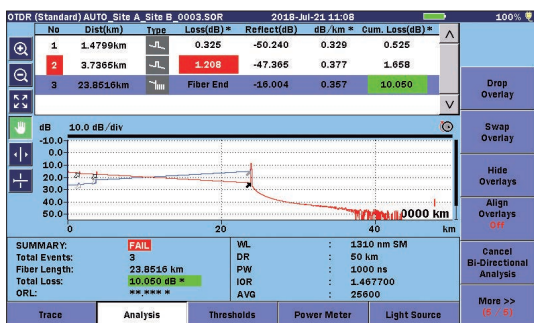 OTDR (Standard) AUTO_Site A_Site B_0003.SOR 2018-Jul-21 11:08 100%
No Dist(km) Type Loss(dB) * Reflect(dB) dB/km * Cum. Loss(dB) *
1 1.4799km 0.325 -50.240 0.329 0.525
2 3.7365km 1.208 -47.365 0.377 1.658
3 23.8516km Fiber End -16.004 0.357 10.050
Drop Overlay
Swap Overlay
Hide Overlays
Align Overlays
Off
Cancel Bi-Directional Analysis
More >>
(5 / 5)
dB 10.0 dB/div
-10.0
0.0
10.0
20.0
30.0
40.0
50.0
0000 km
0 20 40 km
SUMMARY: FAIL
Total Events: 3
Fiber Length: 23.8516 km
Total Loss: 10.050 dB *
ORL: **.*** *
WL : 1310 nm SM
DR : 50 km
PW : 1000 ns
IOR : 1.467700
AVG : 25600
Trace Analysis Thresholds Power Meter Light Source